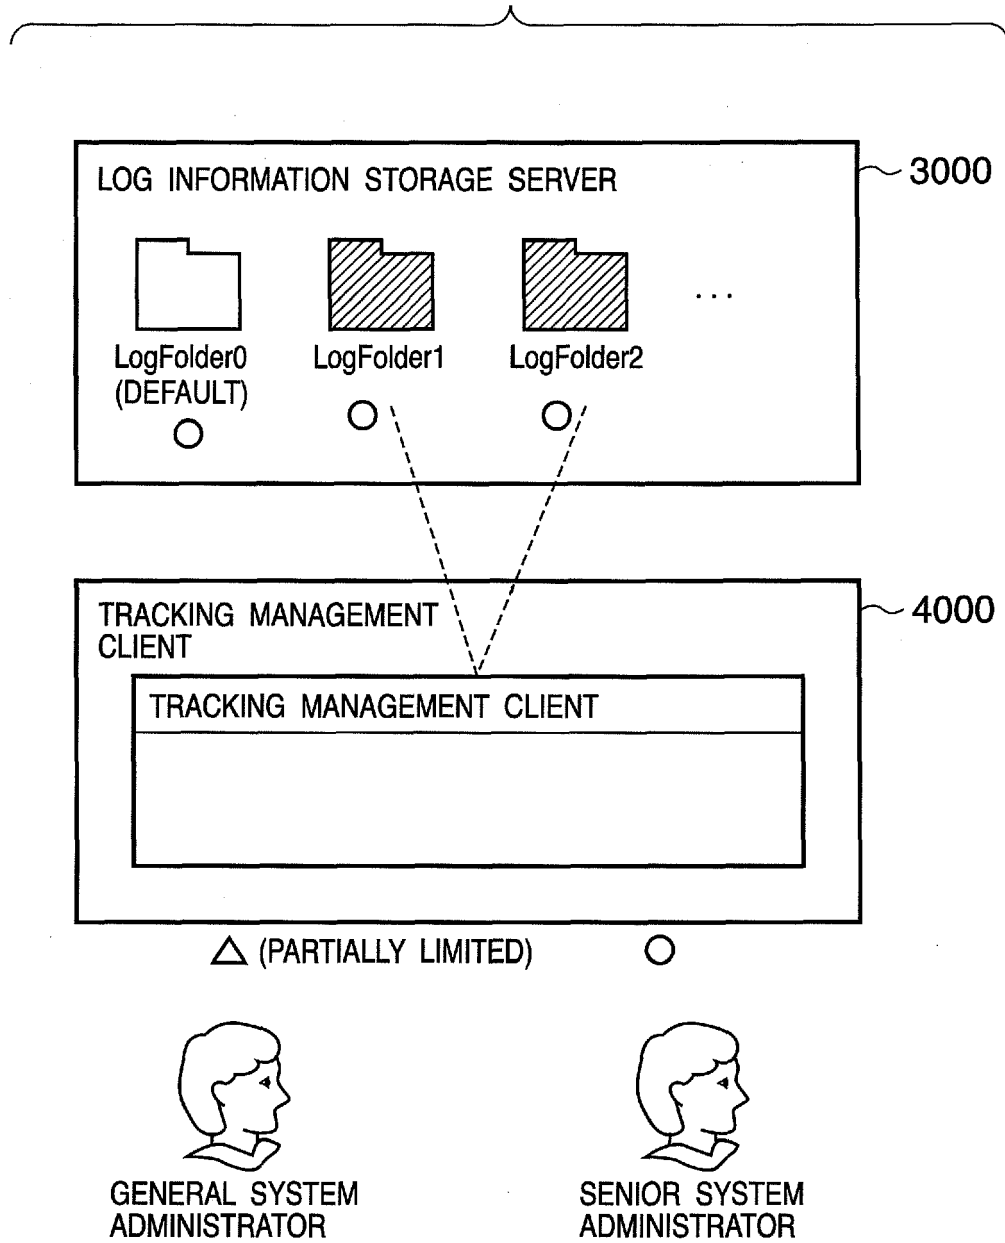 LOG INFORMATION STORAGE SERVER
3000
LogFolder0
(DEFAULT)
LogFolder1
LogFolder2
...
TRACKING MANAGEMENT
CLIENT
4000
TRACKING MANAGEMENT CLIENT
(PARTIALLY LIMITED)
GENERAL SYSTEM
ADMINISTRATOR
SENIOR SYSTEM
ADMINISTRATOR